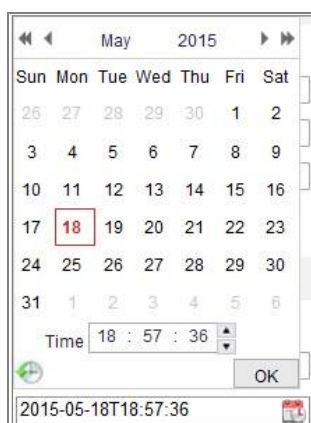 May 2015
Sun Mon Tue Wed Thu Fri Sat
26 27 28 29 30 1 2
3 4 5 6 7 8 9
10 11 12 13 14 15 16
17 18 19 20 21 22 23
24 25 26 27 28 29 30
31 1 2 3 4 5 6
Time 18 : 57 : 36
OK
2015-05-18T18:57:36